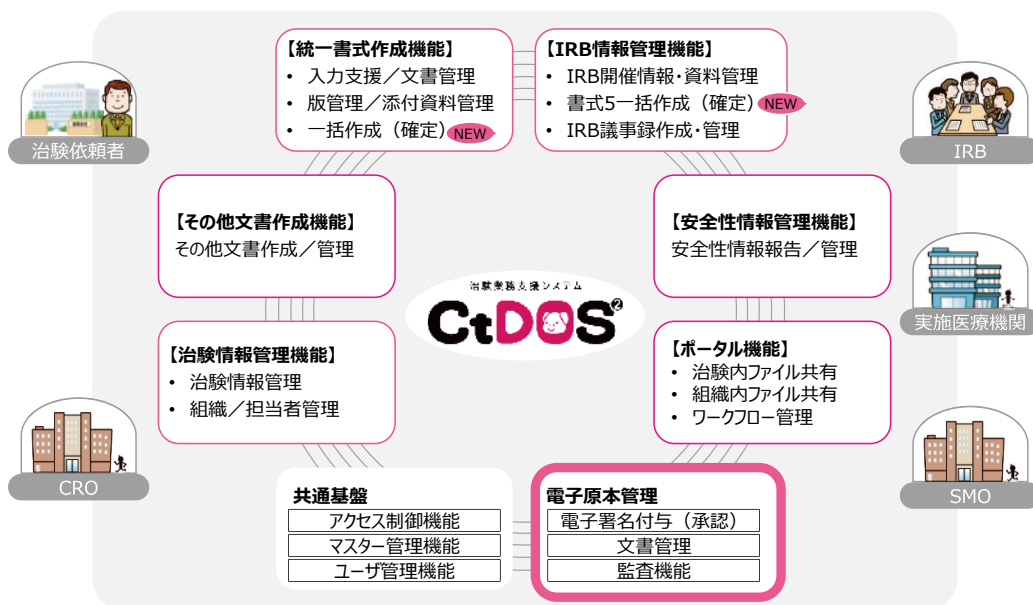 【統一書式作成機能】
• 入力支援／文書管理
• 版管理／添付資料管理
• 一括作成（確定） NEW
【IRB情報管理機能】
• IRB開催情報・資料管理
• 書式5一括作成（確定） NEW
• IRB議事録作成・管理
治験依頼者
IRB
【その他文書作成機能】
その他文書作成／管理
【安全性情報管理機能】
安全性情報報告／管理
治験業務支援システム
CtDOS2
実施医療機関
【治験情報管理機能】
• 治験情報管理
• 組織／担当者管理
【ポータル機能】
• 治験内ファイル共有
• 組織内ファイル共有
• ワークフロー管理
CRO
SMO
共通基盤
アクセス制御機能
マスター管理機能
ユーザ管理機能
電子原本管理
電子署名付与（承認）
文書管理
監査機能